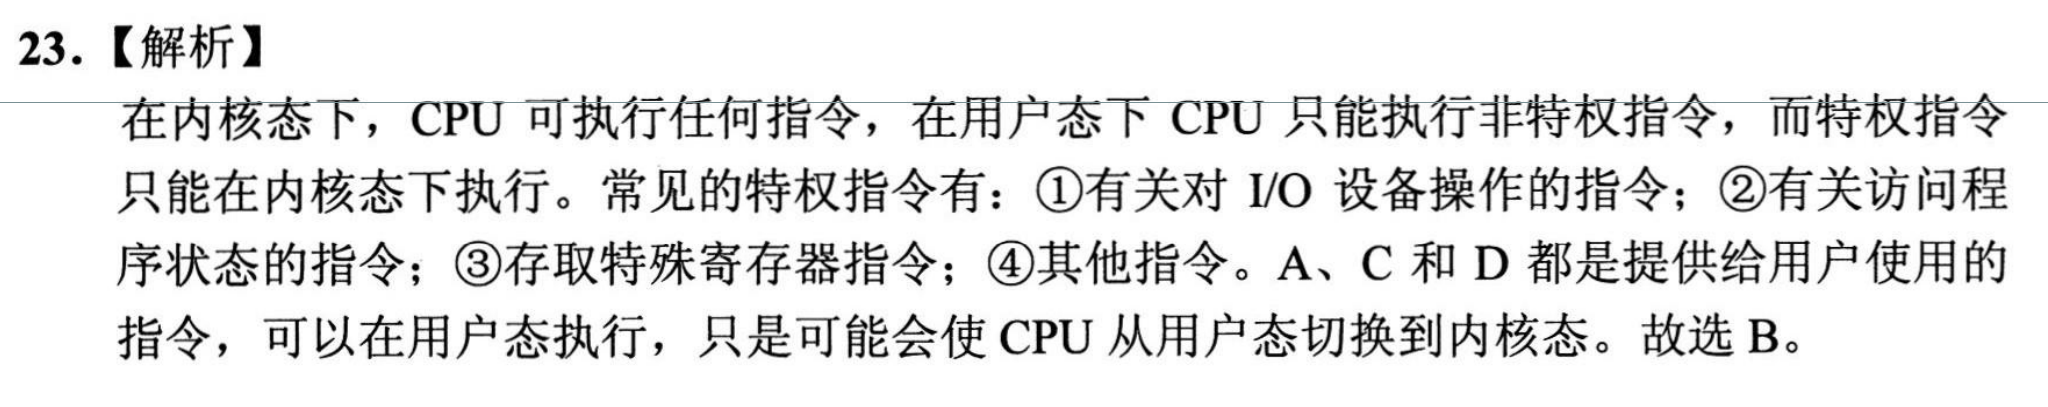 23.【解析】
在内核态下，CPU 可执行任何指令，在用户态下 CPU 只能执行非特权指令，而特权指令
只能在内核态下执行。常见的特权指令有：①有关对 I/O 设备操作的指令；②有关访问程
序状态的指令；③存取特殊寄存器指令；④其他指令。A、C 和 D 都是提供给用户使用的
指令，可以在用户态执行，只是可能会使 CPU 从用户态切换到内核态。故选 B。